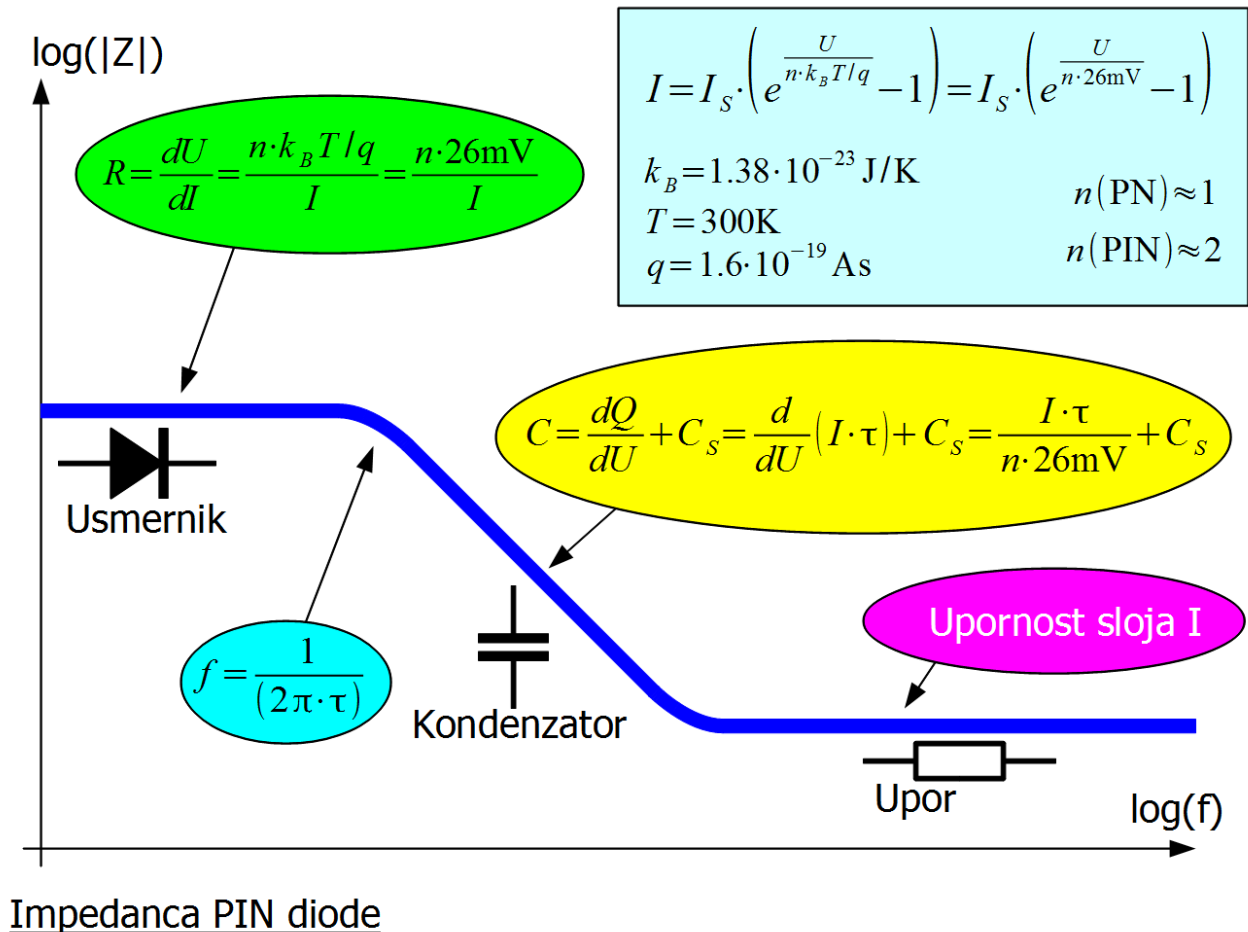 log(|Z|)
I=I_S·(e^(U/(n·k_B T/q))−1)=I_S·(e^(U/(n·26mV))−1)
k_B=1.38·10⁻²³ J/K
T=300K
q=1.6·10⁻¹⁹ As
n(PN)≈1
n(PIN)≈2
R=dU/dI=(n·k_B T/q)/I=(n·26mV)/I
C=dQ/dU+C_S=d/dU(I·τ)+C_S=(I·τ)/(n·26mV)+C_S
Usmernik
f=1/(2π·τ)
Kondenzator
Upornost sloja I
Upor
log(f)
Impedanca PIN diode